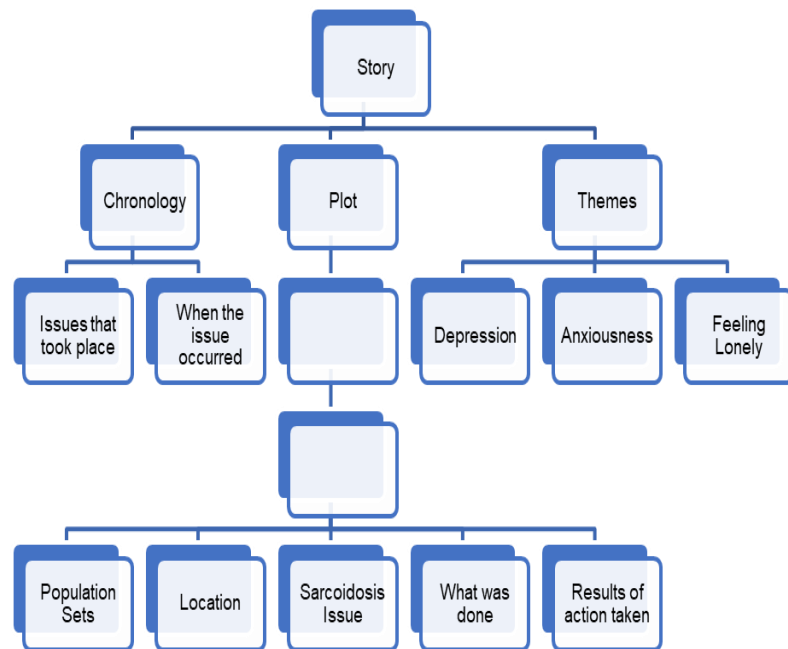 Story
Chronology
Plot
Themes
Issues that
took place
When the
issue
occurred
Depression
Anxiousness
Feeling
Lonely
Population
Sets
Location
Sarcoidosis
Issue
What was
done
Results of
action taken